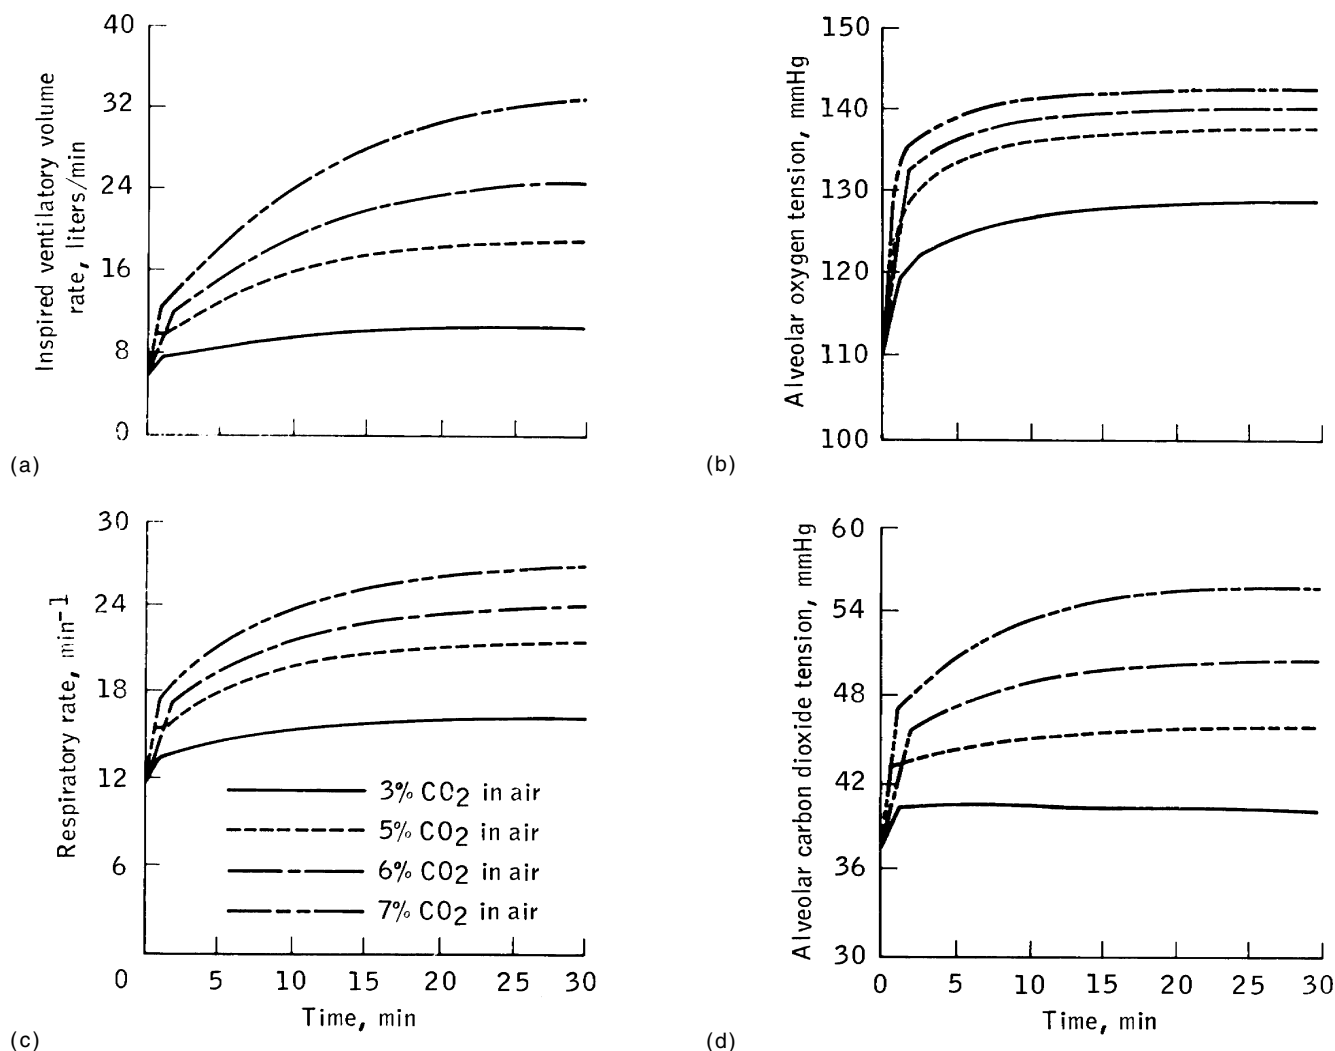 40
32
24
16
8
0
Inspired ventilatory volume
rate, liters/min
(a)
150
140
130
120
110
100
Alveolar oxygen tension, mmHg
(b)
30
24
18
12
6
0
5
10
15
20
25
30
Respiratory rate, min-1
3% CO2 in air
5% CO2 in air
6% CO2 in air
7% CO2 in air
Time, min
(c)
60
54
48
42
36
30
0
5
10
15
20
25
30
Alveolar carbon dioxide tension, mmHg
Time, min
(d)